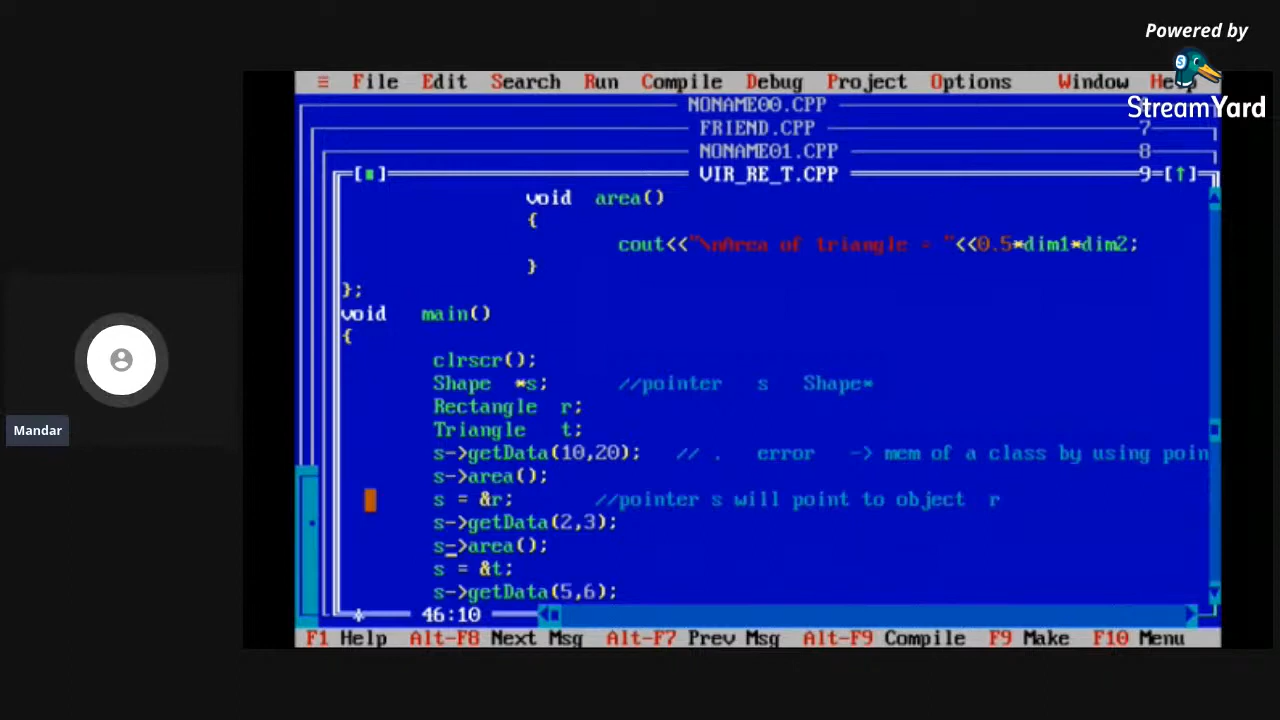 Powered by
StreamYard
≡ File Edit Search Run Compile Debug Project Options Window Help
NONAME00.CPP
FRIEND.CPP 7
NONAME01.CPP 8
[■] VIR_RE_T.CPP 9=[↑]
void area()
{
cout<<"\nArea of triangle = "<<0.5*dim1*dim2;
}
};
void main()
{
clrscr();
Shape *s; //pointer s Shape*
Rectangle r;
Triangle t;
s->getData(10,20); // . error -> mem of a class by using poin
s->area();
s = &r; //pointer s will point to object r
s->getData(2,3);
s->area();
s = &t;
s->getData(5,6);
46:10
F1 Help Alt-F8 Next Msg Alt-F7 Prev Msg Alt-F9 Compile F9 Make F10 Menu
Mandar